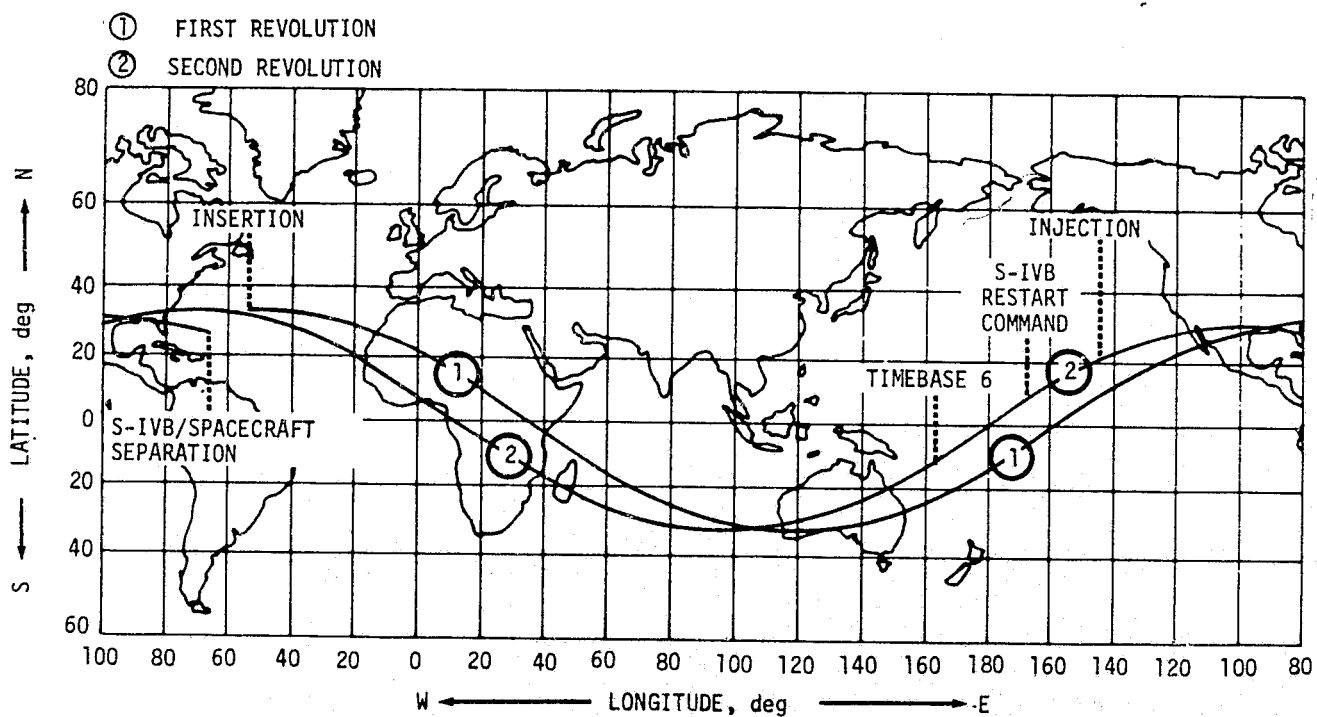 ① FIRST REVOLUTION
② SECOND REVOLUTION
80
60
40
20
0
20
40
60
S ← LATITUDE, deg → N
INSERTION
INJECTION
S-IVB
RESTART
COMMAND
TIMEBASE 6
1
2
2
1
S-IVB/SPACECRAFT
SEPARATION
100 80 60 40 20 0 20 40 60 80 100 120 140 160 180 160 140 120 100 80
W ← LONGITUDE, deg → E